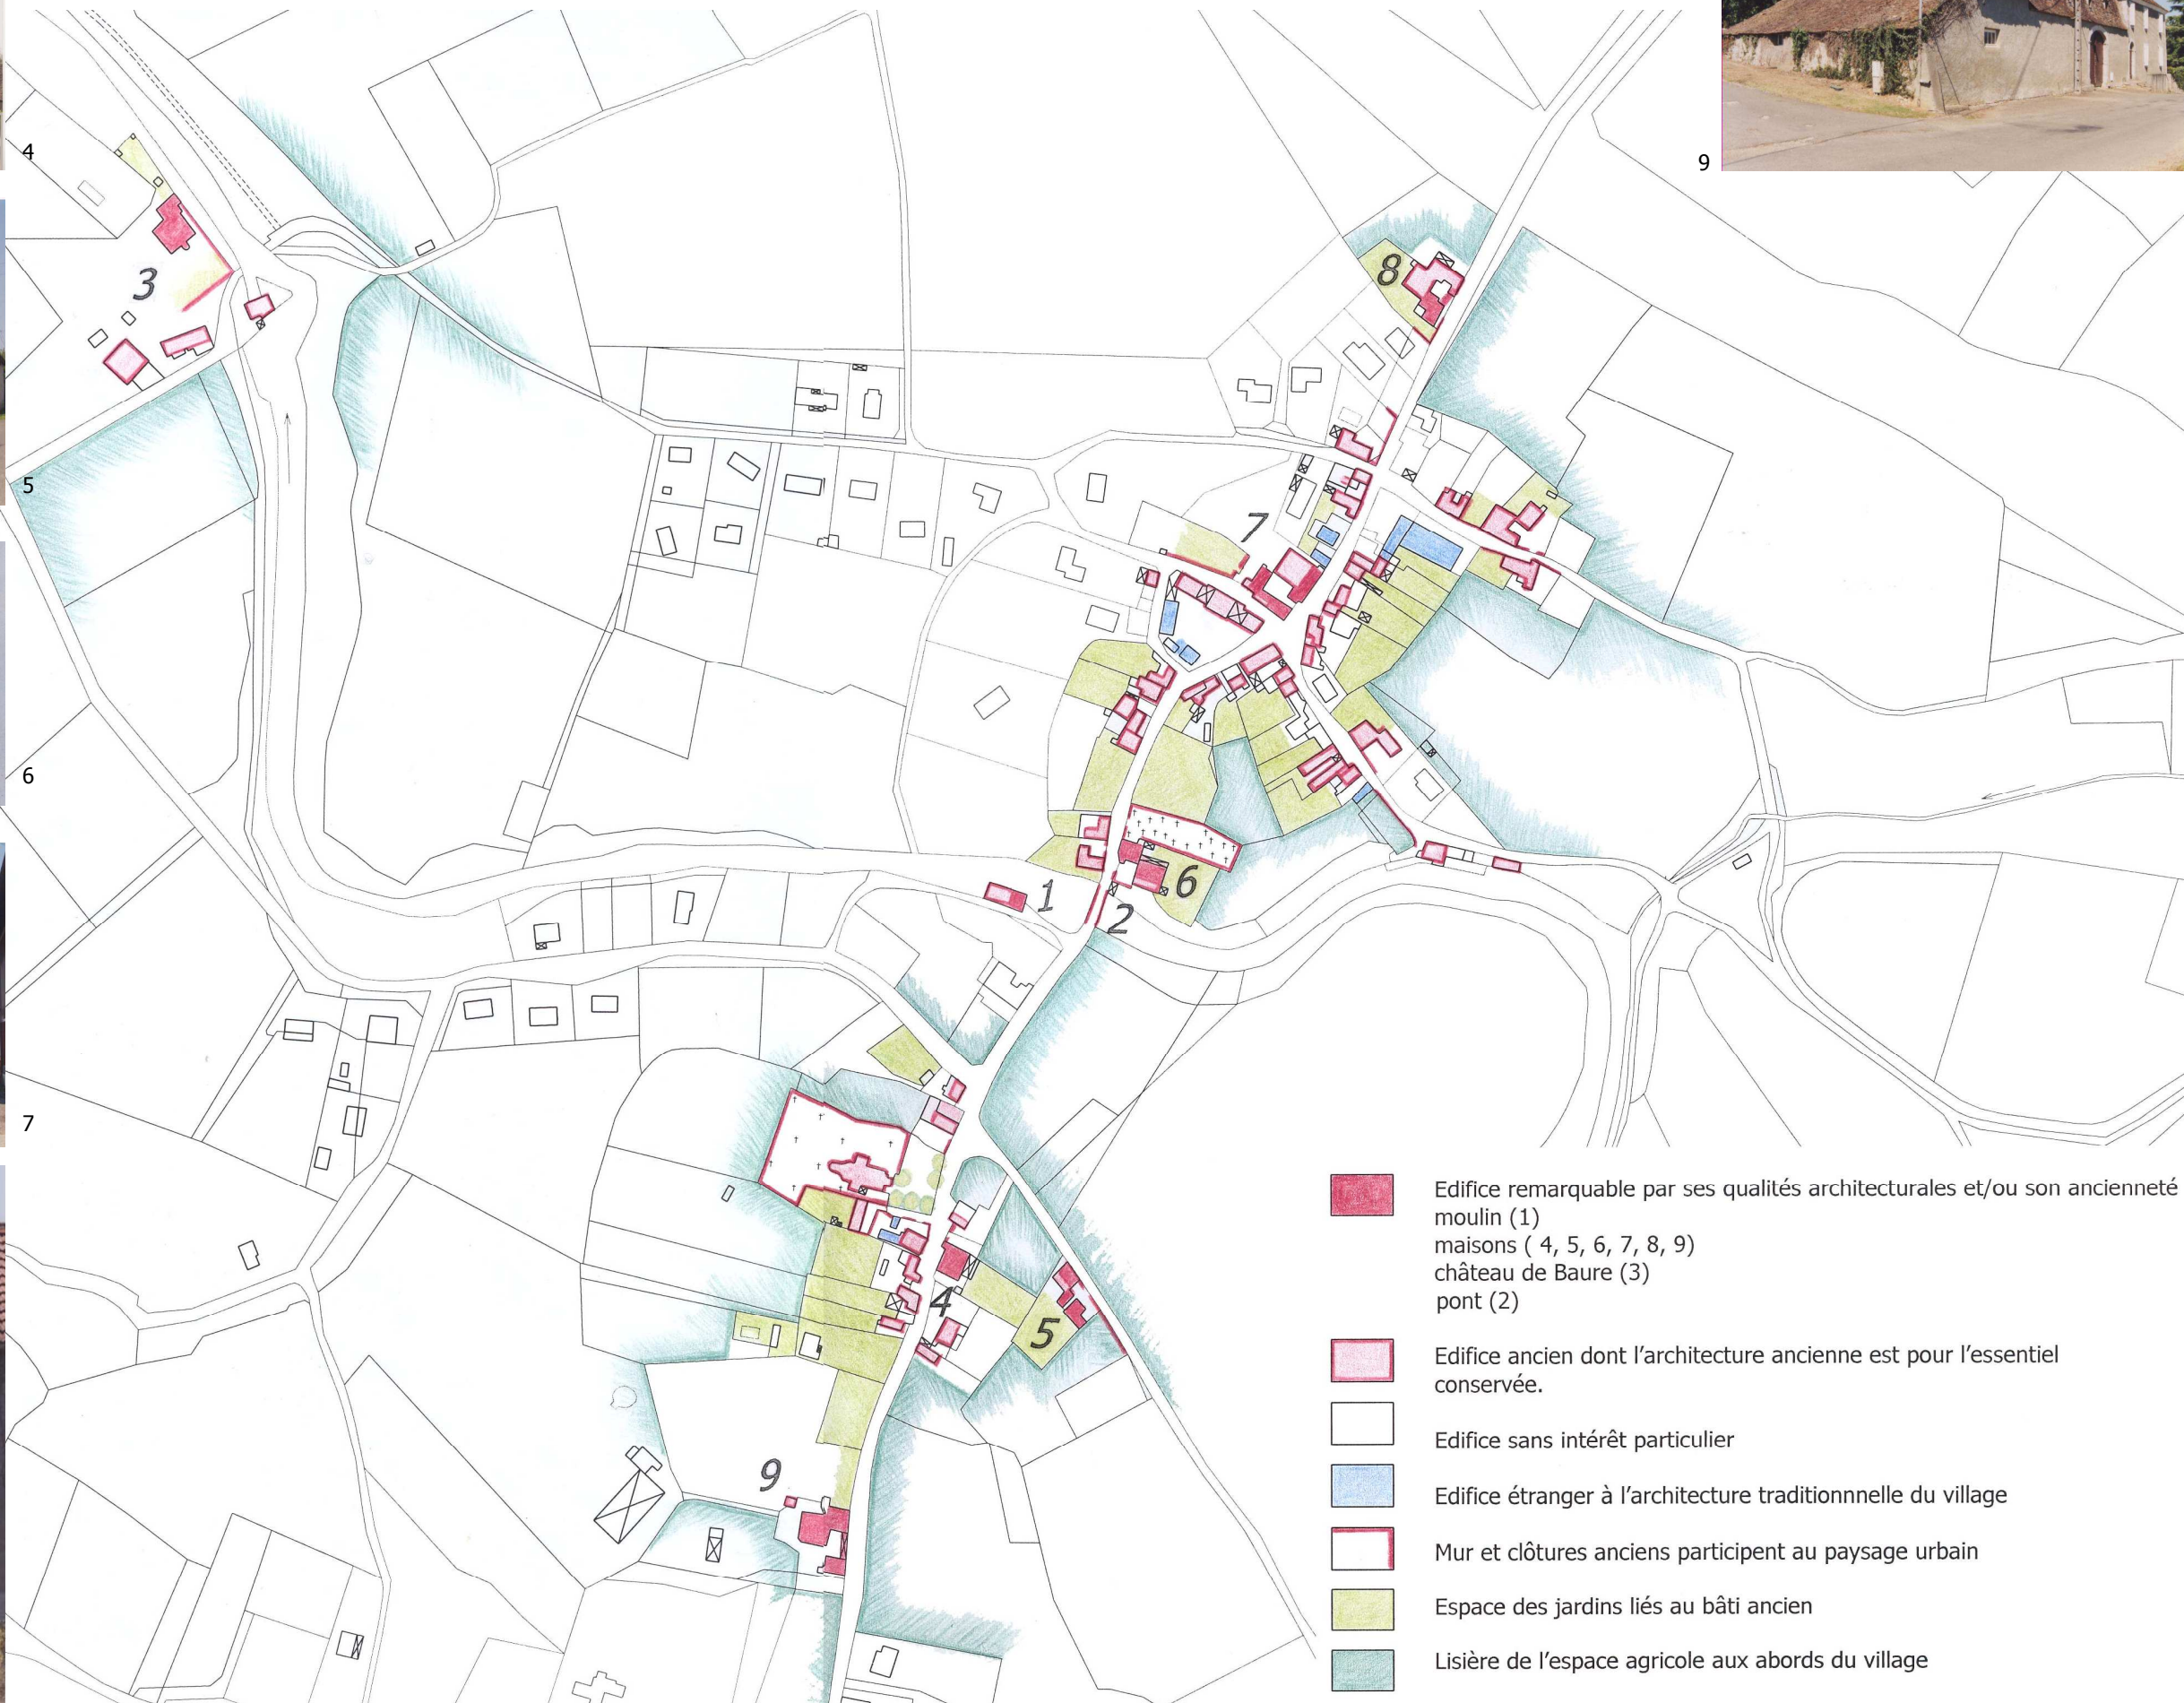 4
5
6
7
9
3
8
7
1
2
6
4
5
9
Edifice remarquable par ses qualités architecturales et/ou son ancienneté
moulin (1)
maisons ( 4, 5, 6, 7, 8, 9)
château de Baure (3)
pont (2)
Edifice ancien dont l'architecture ancienne est pour l'essentiel
conservée.
Edifice sans intérêt particulier
Edifice étranger à l'architecture traditionnnelle du village
Mur et clôtures anciens participent au paysage urbain
Espace des jardins liés au bâti ancien
Lisière de l'espace agricole aux abords du village